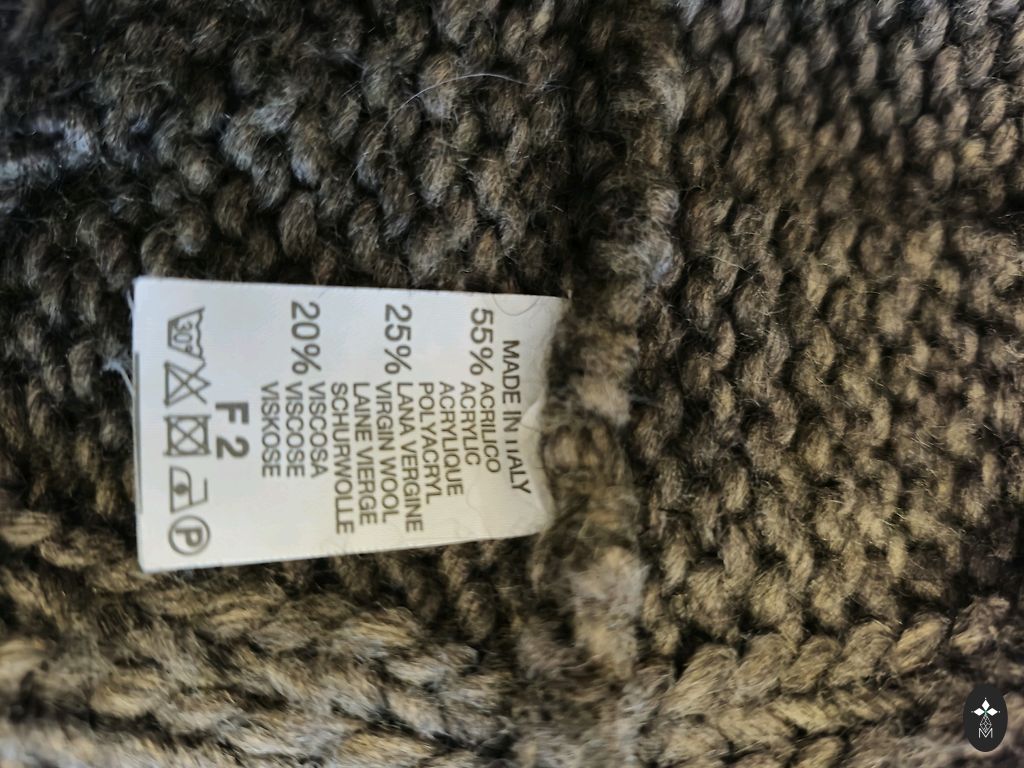 MADE IN ITALY
55% ACRILICO
ACRYLIC
ACRYLIQUE
POLYACRYL
25% LANA VERGINE
VIRGIN WOOL
LAINE VIERGE
SCHURWOLLE
20% VISCOSA
VISCOSE
VISKOSE
F 2
30°
P
M